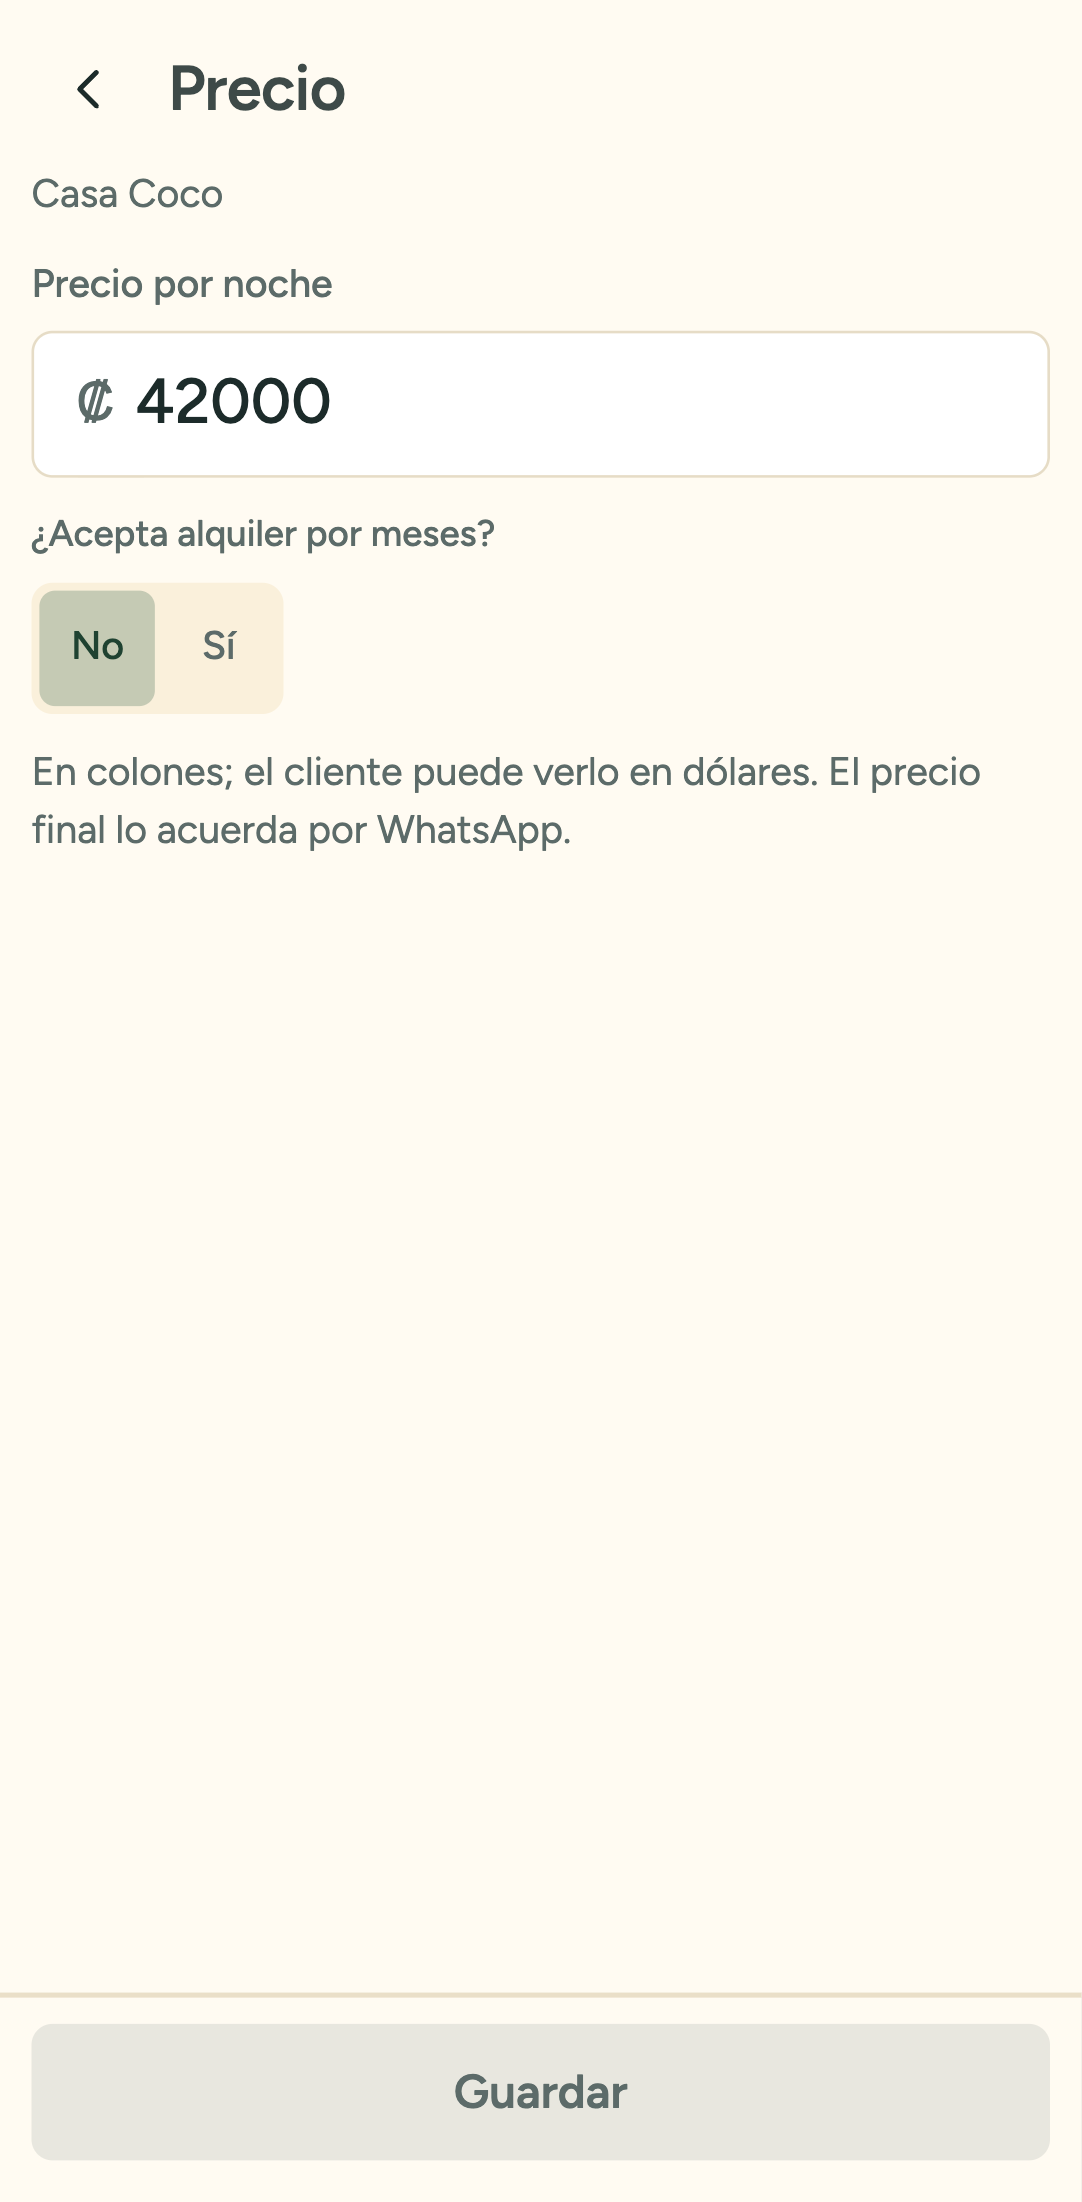 Precio
Casa Coco
Precio por noche
₡ 42000
¿Acepta alquiler por meses?
No Sí
En colones; el cliente puede verlo en dólares. El precio
final lo acuerda por WhatsApp.
Guardar